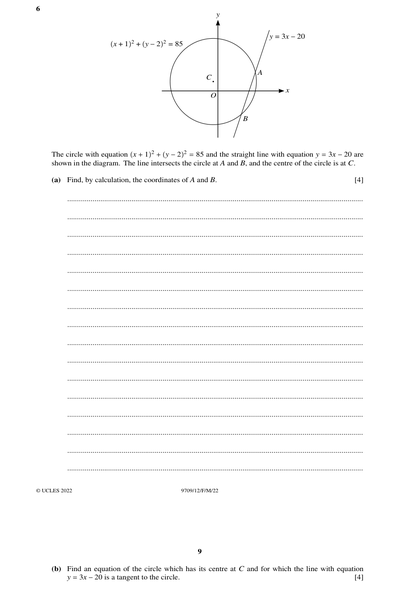 6
y
(x + 1)² + (y − 2)² = 85
y = 3x − 20
A
C
O
x
B
The circle with equation (x + 1)² + (y − 2)² = 85 and the straight line with equation y = 3x − 20 are
shown in the diagram. The line intersects the circle at A and B, and the centre of the circle is at C.
(a) Find, by calculation, the coordinates of A and B. [4]
© UCLES 2022 9709/12/F/M/22
9
(b) Find an equation of the circle which has its centre at C and for which the line with equation
y = 3x − 20 is a tangent to the circle. [4]